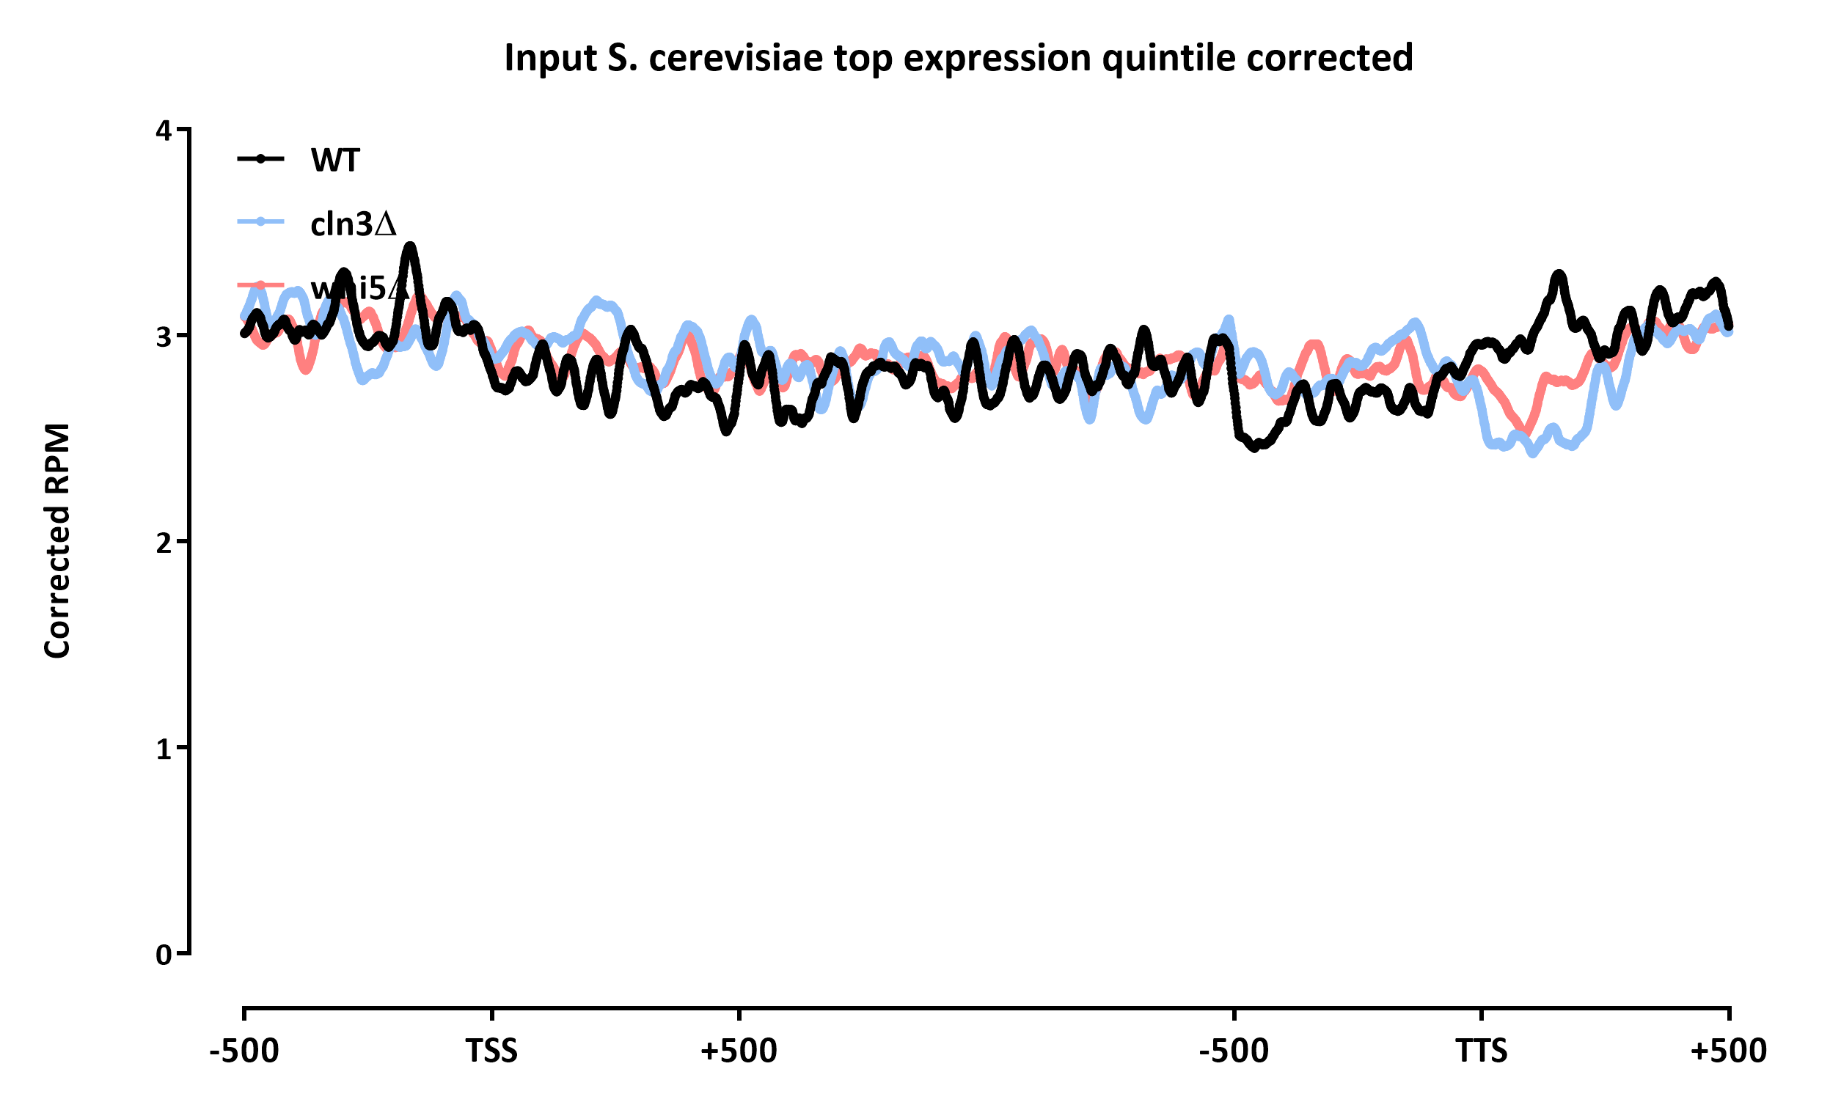 Input S. cerevisiae top expression quintile corrected
4
WT
cln3Δ
whi5Δ
3
2
Corrected RPM
1
0
-500 TSS +500 -500 TTS +500